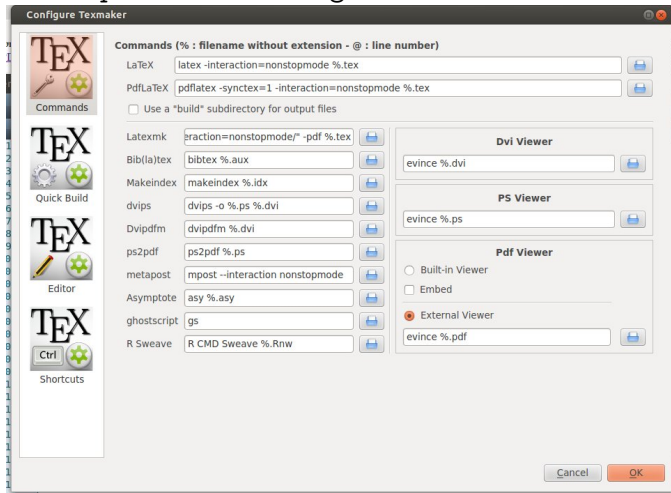 Configure Texmaker
TEX
Commands
TEX
Quick Build
TEX
Editor
TEX
Ctrl
Shortcuts
Commands (% : filename without extension - @ : line number)
LaTeX latex -interaction=nonstopmode %.tex
PdfLaTeX pdflatex -synctex=1 -interaction=nonstopmode %.tex
Use a "build" subdirectory for output files
Latexmk eraction=nonstopmode/" -pdf %.tex
Bib(la)tex bibtex %.aux
Makeindex makeindex %.idx
dvips dvips -o %.ps %.dvi
Dvipdfm dvipdfm %.dvi
ps2pdf ps2pdf %.ps
metapost mpost --interaction nonstopmode
Asymptote asy %.asy
ghostscript gs
R Sweave R CMD Sweave %.Rnw
Dvi Viewer
evince %.dvi
PS Viewer
evince %.ps
Pdf Viewer
Built-in Viewer
Embed
External Viewer
evince %.pdf
Cancel OK